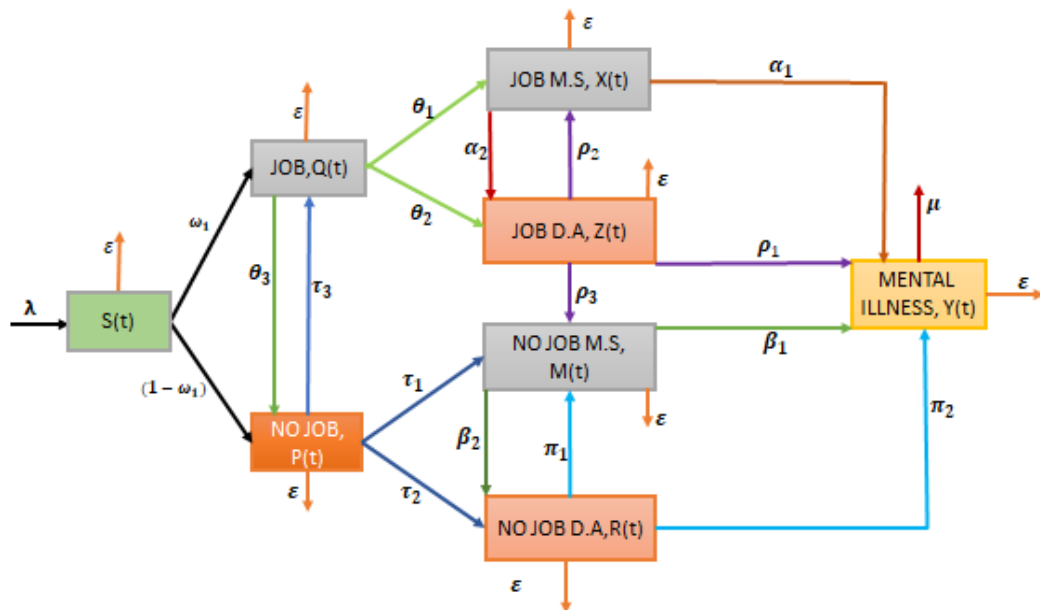 ε
JOB M.S, X(t)
α₁
θ₁
ε
α₂
ρ₂
JOB,Q(t)
ε
ω₁
θ₂
JOB D.A, Z(t)
μ
ε
θ₃
τ₃
ρ₁
λ
S(t)
ρ₃
MENTAL
ILLNESS, Y(t)
ε
NO JOB M.S,
M(t)
β₁
(1 − ω₁)
τ₁
NO JOB,
P(t)
β₂
π₁
ε
π₂
ε
τ₂
NO JOB D.A,R(t)
ε